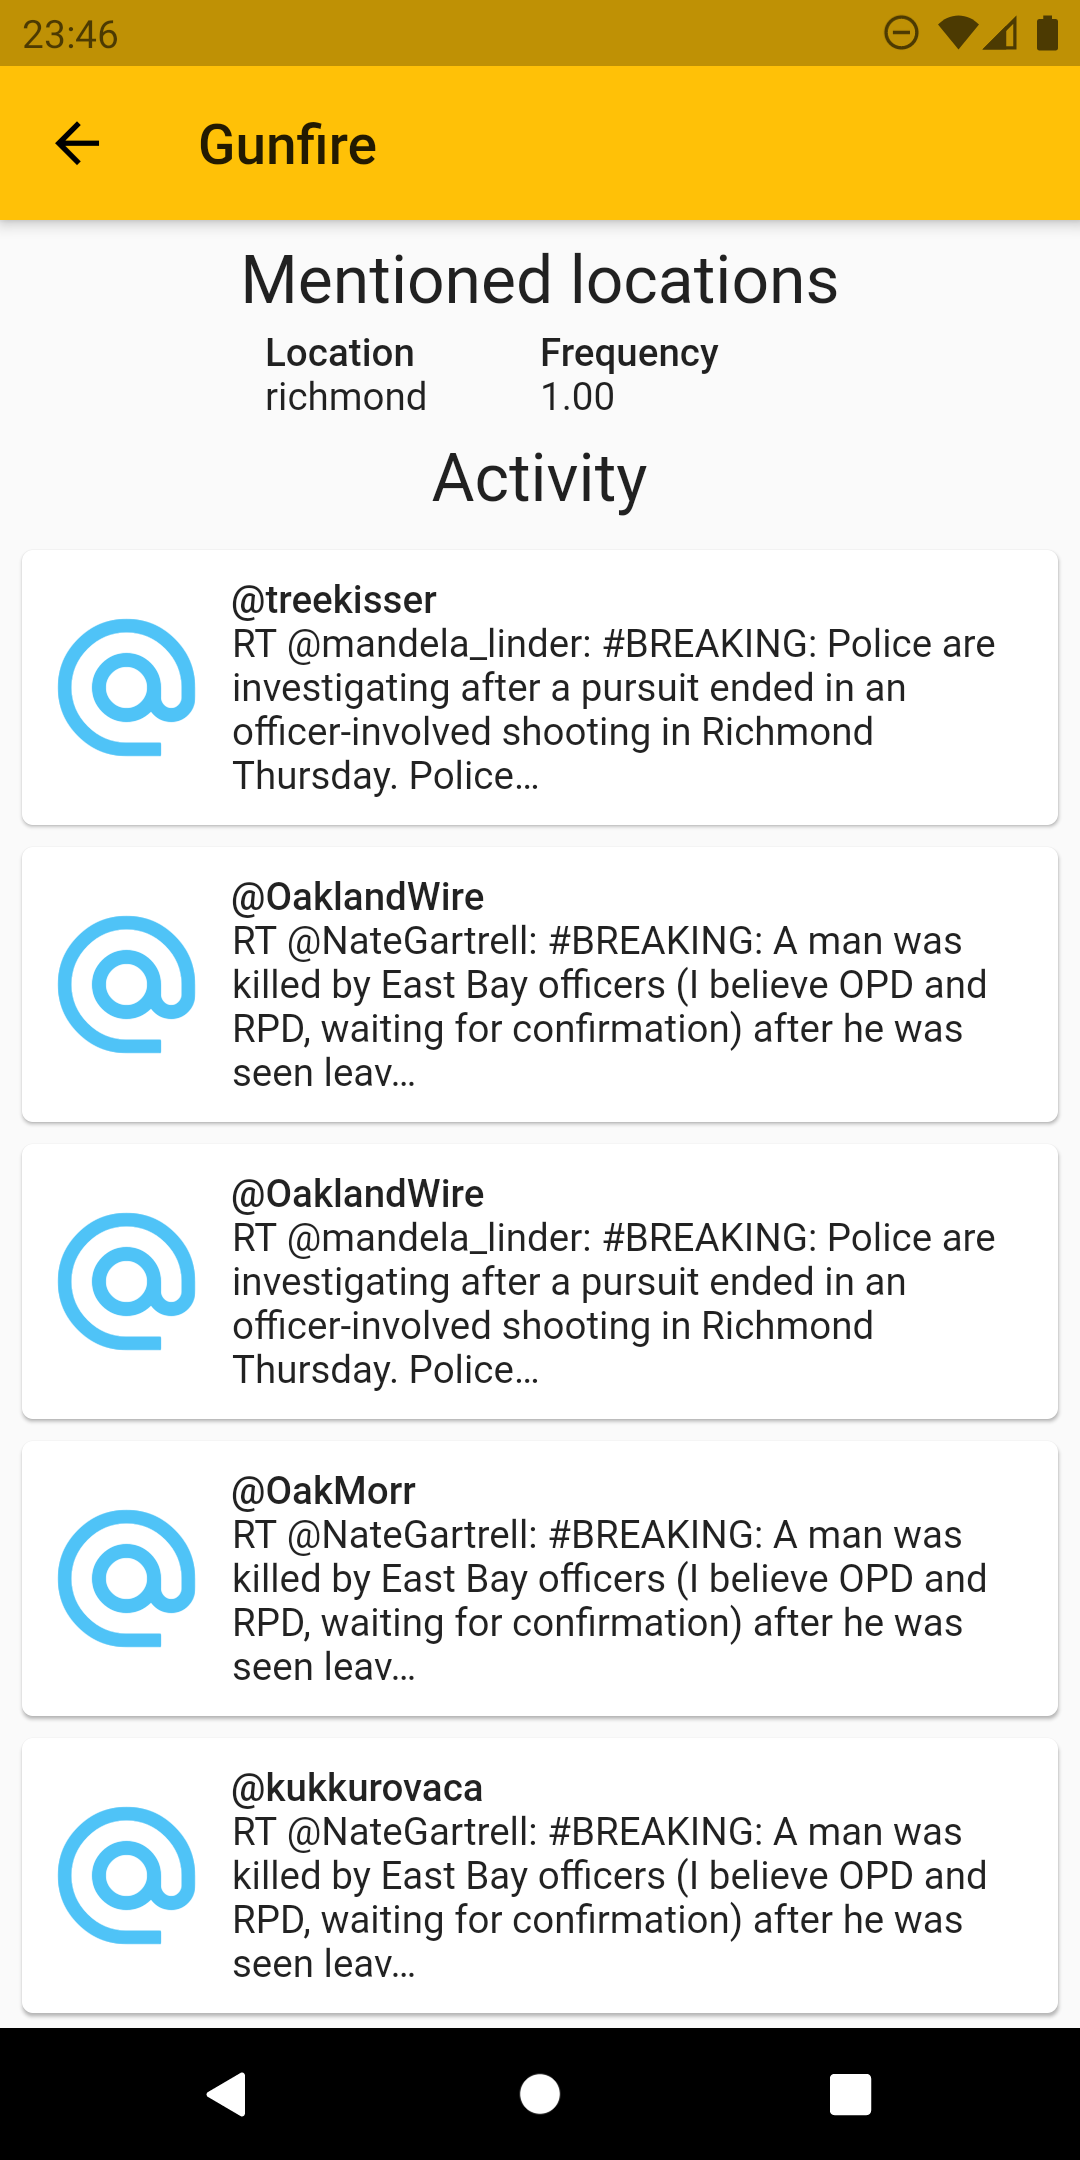 23:46
Gunfire
Mentioned locations
Location Frequency
richmond 1.00
Activity
@treekisser
RT @mandela_linder: #BREAKING: Police are
investigating after a pursuit ended in an
officer-involved shooting in Richmond
Thursday. Police…
@OaklandWire
RT @NateGartrell: #BREAKING: A man was
killed by East Bay officers (I believe OPD and
RPD, waiting for confirmation) after he was
seen leav…
@OaklandWire
RT @mandela_linder: #BREAKING: Police are
investigating after a pursuit ended in an
officer-involved shooting in Richmond
Thursday. Police…
@OakMorr
RT @NateGartrell: #BREAKING: A man was
killed by East Bay officers (I believe OPD and
RPD, waiting for confirmation) after he was
seen leav…
@kukkurovaca
RT @NateGartrell: #BREAKING: A man was
killed by East Bay officers (I believe OPD and
RPD, waiting for confirmation) after he was
seen leav…